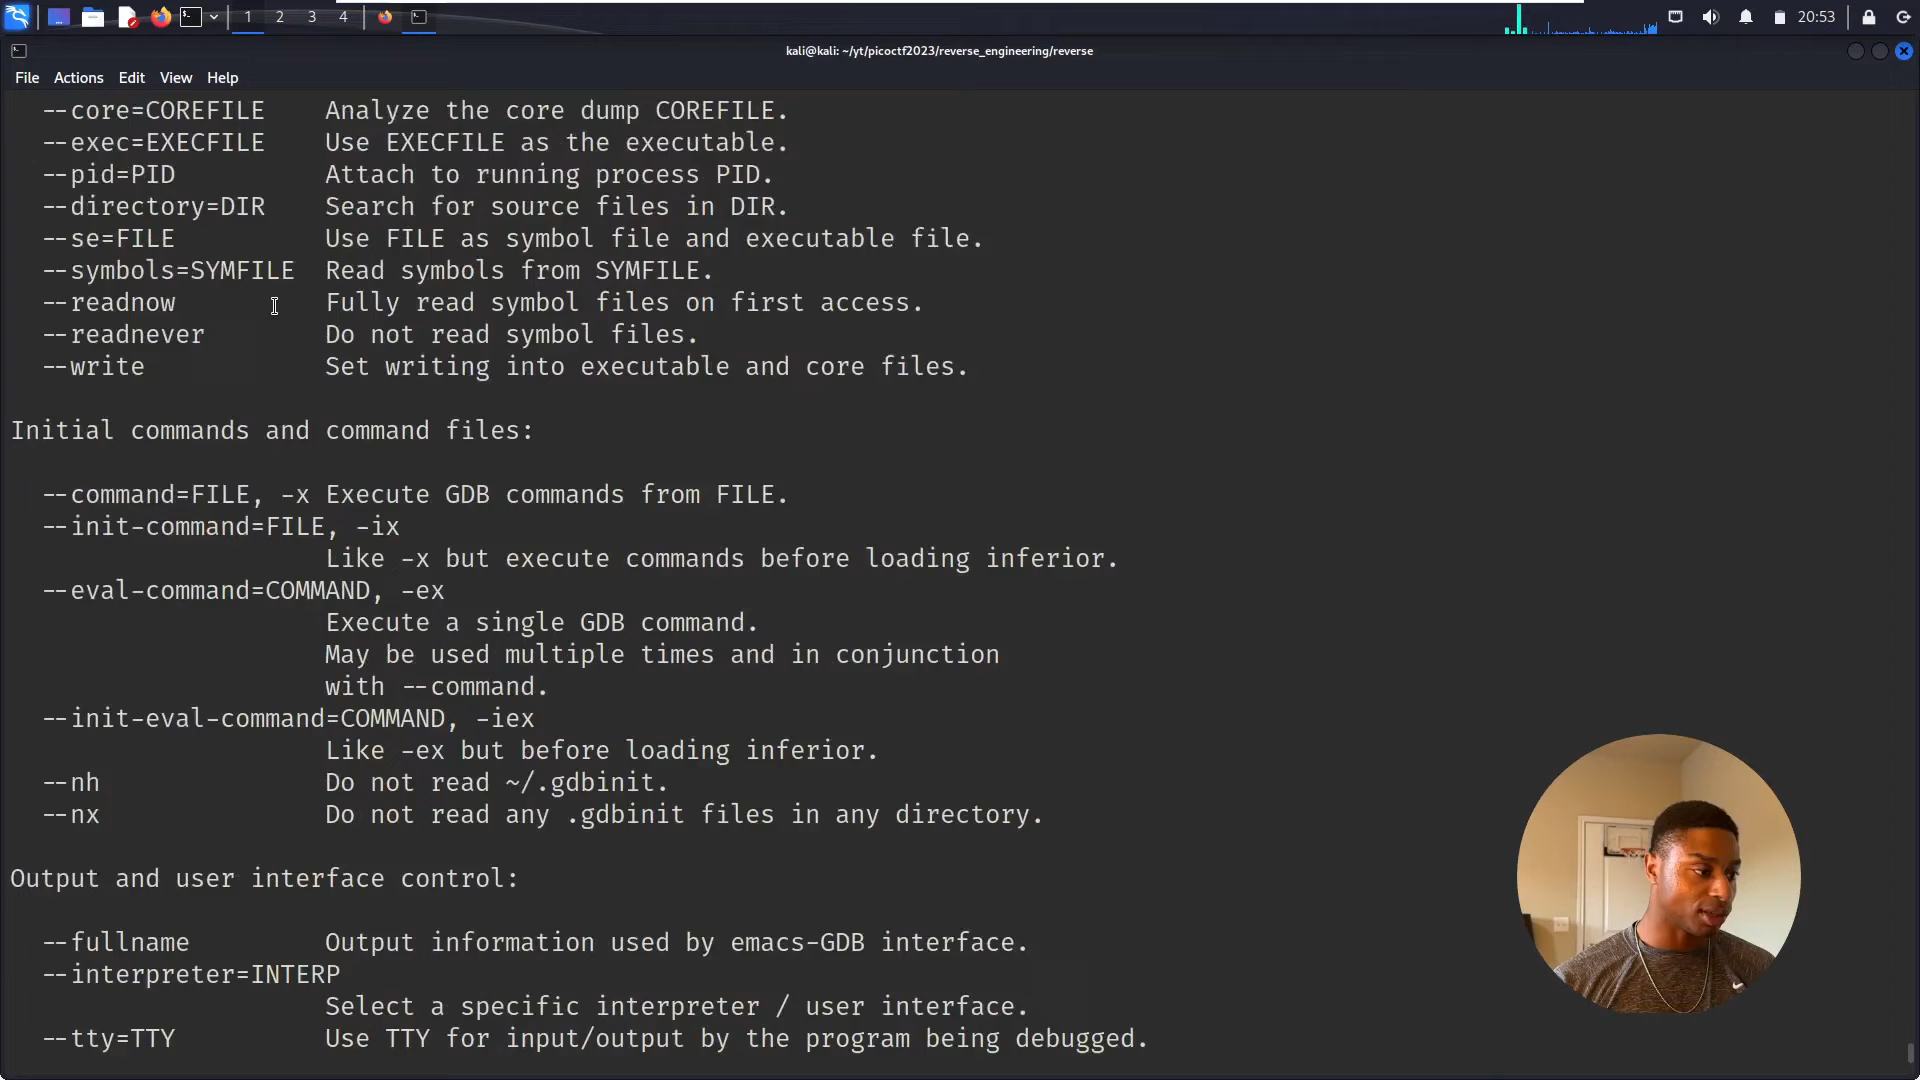 1 2 3 4 20:53
kali@kali: ~/yt/picoctf2023/reverse_engineering/reverse
File Actions Edit View Help
--core=COREFILE Analyze the core dump COREFILE.
--exec=EXECFILE Use EXECFILE as the executable.
--pid=PID Attach to running process PID.
--directory=DIR Search for source files in DIR.
--se=FILE Use FILE as symbol file and executable file.
--symbols=SYMFILE Read symbols from SYMFILE.
--readnow Fully read symbol files on first access.
--readnever Do not read symbol files.
--write Set writing into executable and core files.
Initial commands and command files:
--command=FILE, -x Execute GDB commands from FILE.
--init-command=FILE, -ix
Like -x but execute commands before loading inferior.
--eval-command=COMMAND, -ex
Execute a single GDB command.
May be used multiple times and in conjunction
with --command.
--init-eval-command=COMMAND, -iex
Like -ex but before loading inferior.
--nh Do not read ~/.gdbinit.
--nx Do not read any .gdbinit files in any directory.
Output and user interface control:
--fullname Output information used by emacs-GDB interface.
--interpreter=INTERP
Select a specific interpreter / user interface.
--tty=TTY Use TTY for input/output by the program being debugged.